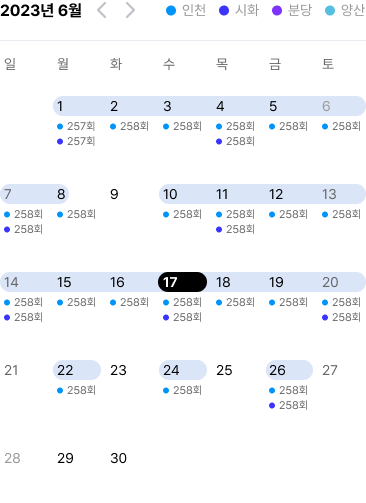 2023년 6월 인천 시화 분당 양산
일 월 화 수 목 금 토
1 2 3 4 5 6
257회 258회 258회 258회 258회 258회
257회 258회
7 8 9 10 11 12 13
258회 258회 258회 258회 258회 258회
258회 258회
14 15 16 17 18 19 20
258회 258회 258회 258회 258회 258회 258회
258회 258회 258회
21 22 23 24 25 26 27
258회 258회 258회
258회
28 29 30